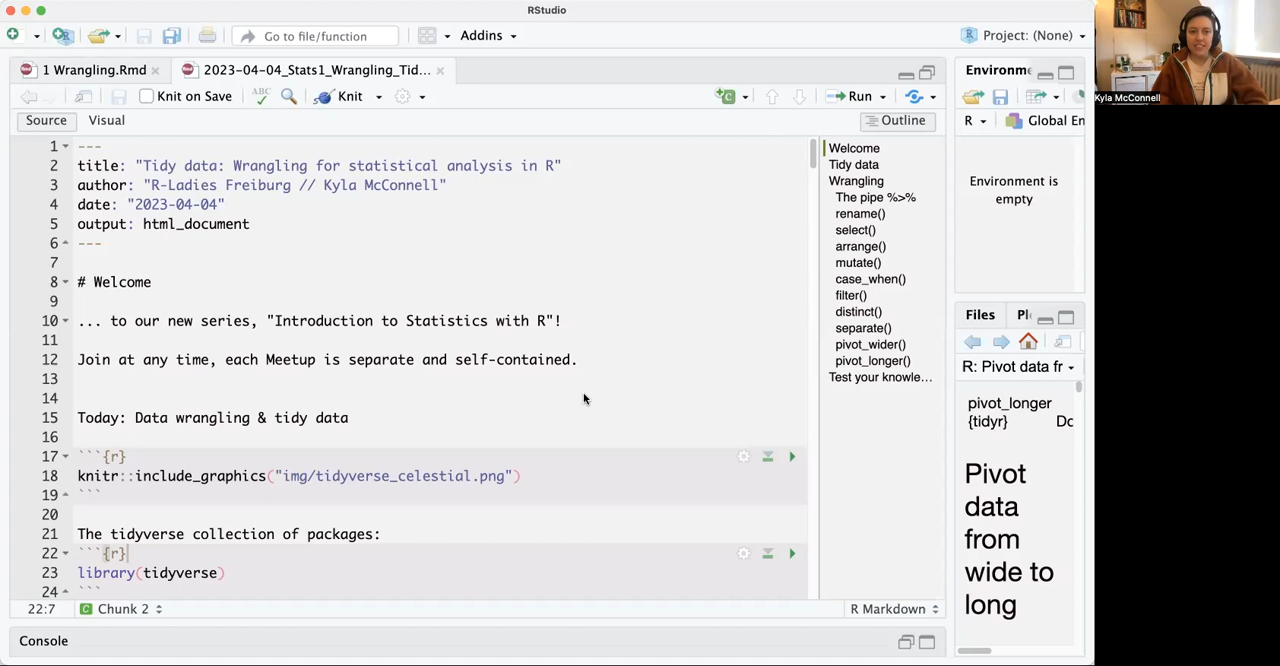 RStudio
Go to file/function
Addins
Project: (None)
1 Wrangling.Rmd
2023-04-04_Stats1_Wrangling_Tid...
Knit on Save
ABC
Knit
Run
Source
Visual
Outline
1 ---
2 title: "Tidy data: Wrangling for statistical analysis in R"
3 author: "R-Ladies Freiburg // Kyla McConnell"
4 date: "2023-04-04"
5 output: html_document
6 ---
7
8 # Welcome
9
10 ... to our new series, "Introduction to Statistics with R"!
11
12 Join at any time, each Meetup is separate and self-contained.
13
14
15 Today: Data wrangling & tidy data
16
17 ```{r}
18 knitr::include_graphics("img/tidyverse_celestial.png")
19 ```
20
21 The tidyverse collection of packages:
22 ```{r}
23 library(tidyverse)
24 ```
22:7
Chunk 2
R Markdown
Console
Welcome
Tidy data
Wrangling
The pipe %>%
rename()
select()
arrange()
mutate()
case_when()
filter()
distinct()
separate()
pivot_wider()
pivot_longer()
Test your knowle...
Environme
R
Global En
Environment is
empty
Files
Pl
R: Pivot data fr
pivot_longer
{tidyr}
Dc
Pivot
data
from
wide to
long
Kyla McConnell